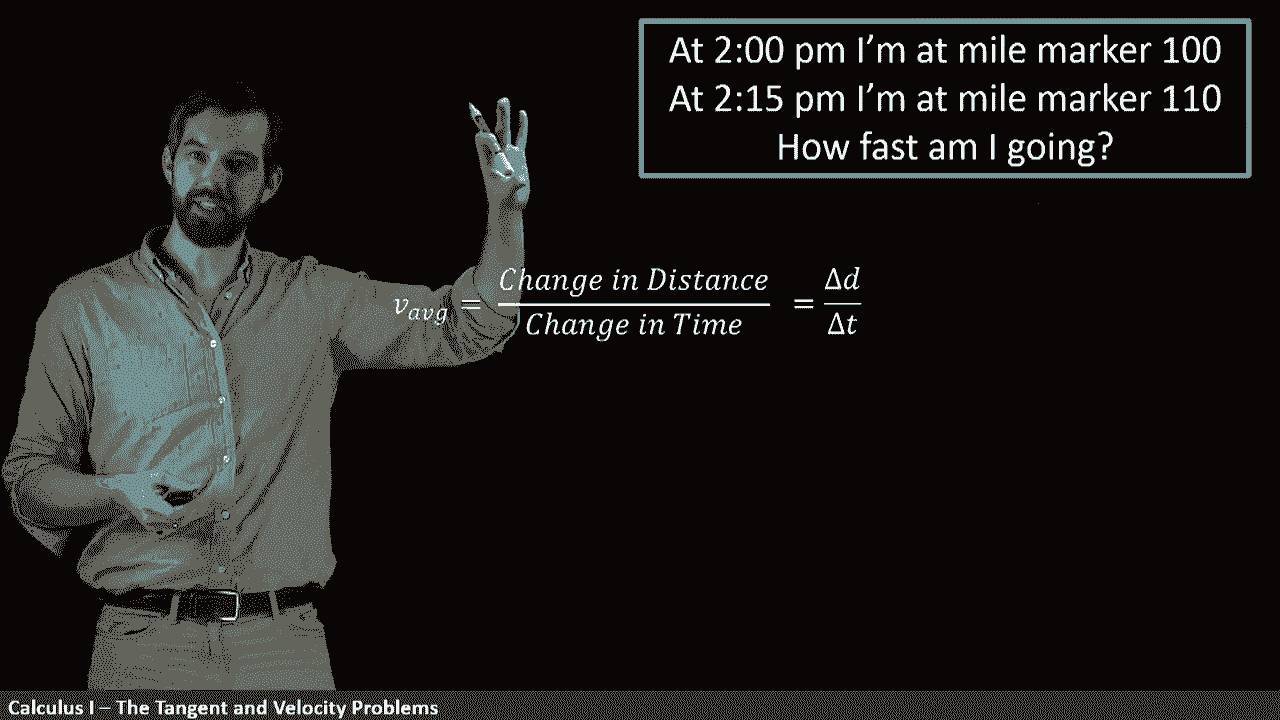 At 2:00 pm I’m at mile marker 100
At 2:15 pm I’m at mile marker 110
How fast am I going?
v_avg = Change in Distance / Change in Time = Δd / Δt
Calculus I – The Tangent and Velocity Problems